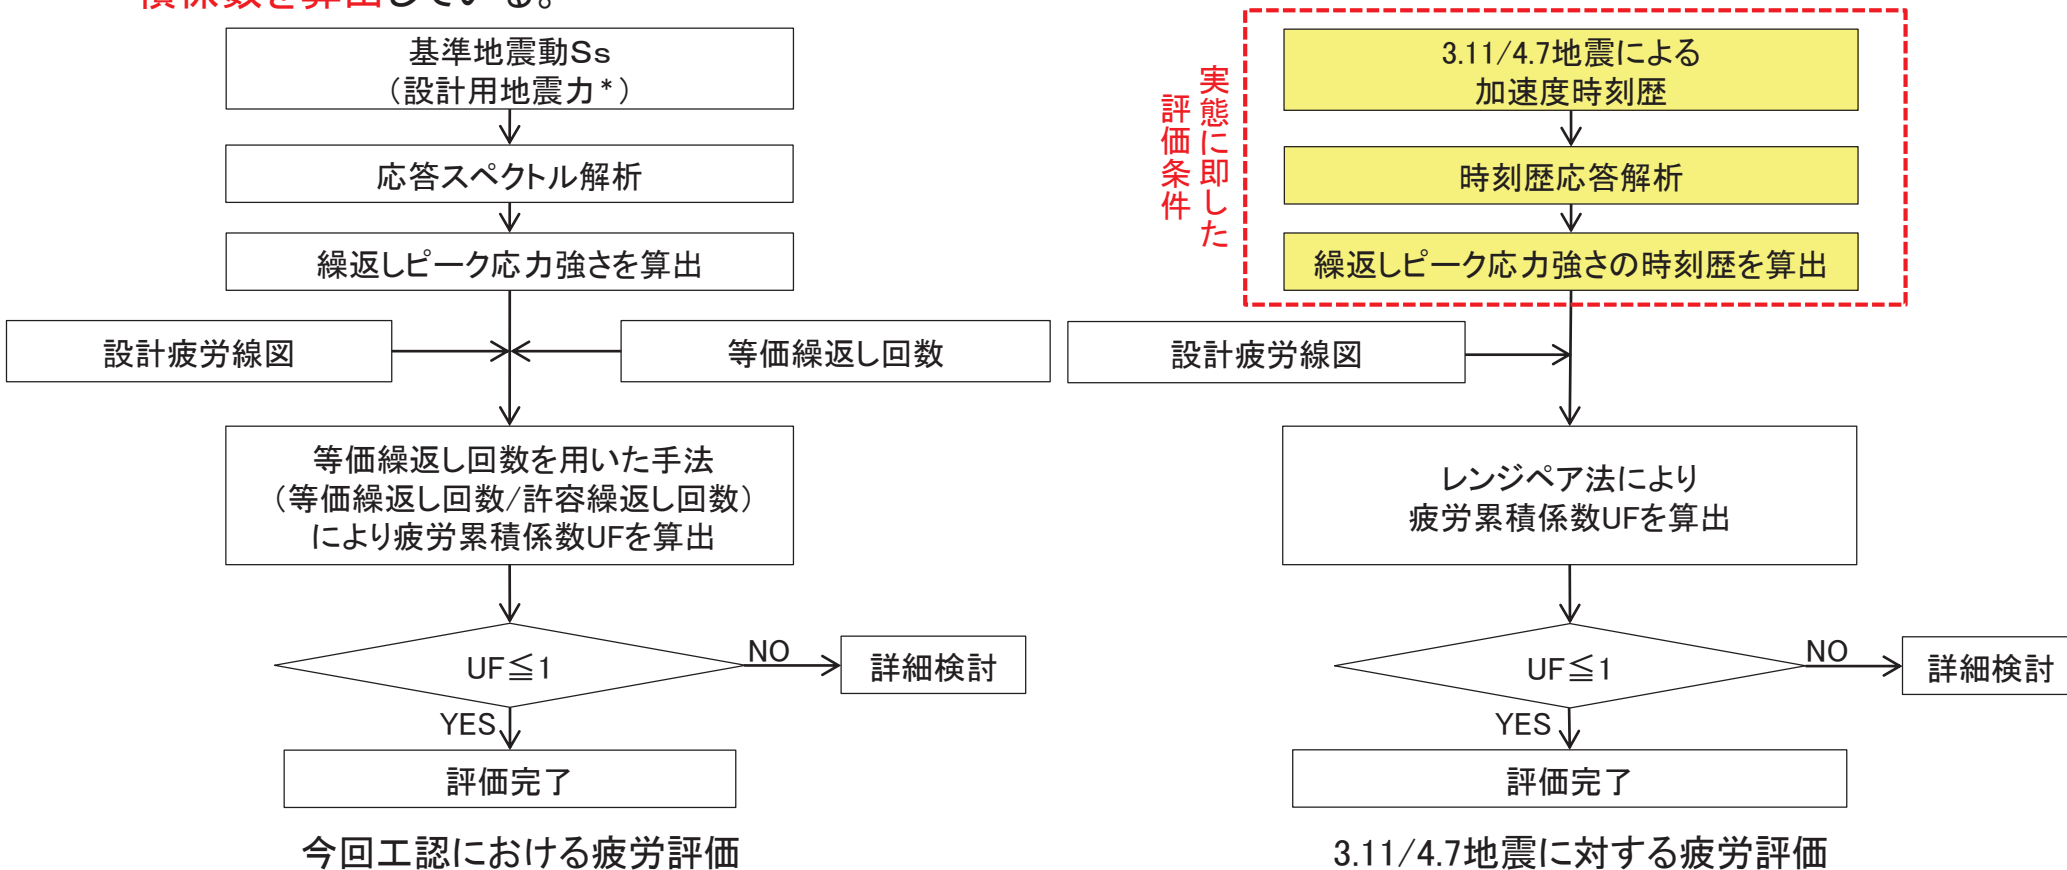 積係数を算出している。
基準地震動Ss
（設計用地震力*）
応答スペクトル解析
繰返しピーク応力強さを算出
設計疲労線図
等価繰返し回数
等価繰返し回数を用いた手法
（等価繰返し回数/許容繰返し回数）
により疲労累積係数UFを算出
UF≦1
NO
詳細検討
YES
評価完了
今回工認における疲労評価
実態に即した
評価条件
3.11/4.7地震による
加速度時刻歴
時刻歴応答解析
繰返しピーク応力強さの時刻歴を算出
設計疲労線図
レンジペア法により
疲労累積係数UFを算出
UF≦1
NO
詳細検討
YES
評価完了
3.11/4.7地震に対する疲労評価